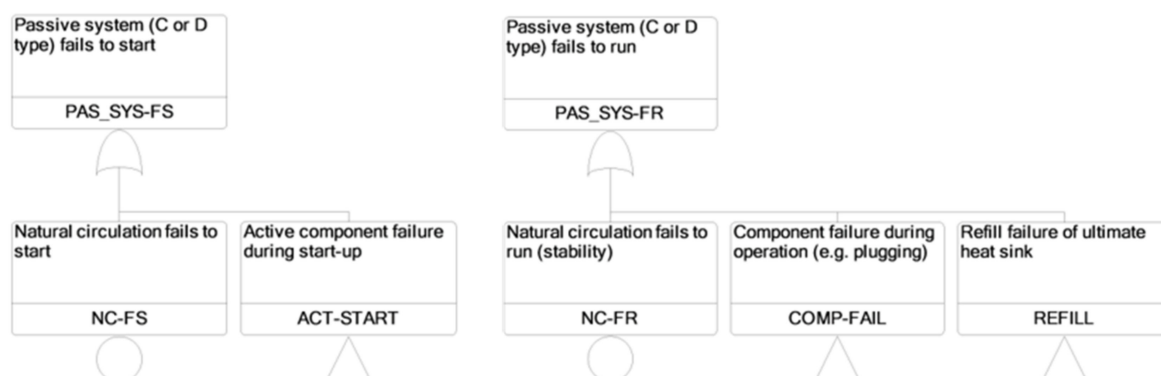 Passive system (C or D
type) fails to start
PAS_SYS-FS
Natural circulation fails to
start
NC-FS
Active component failure
during start-up
ACT-START
Passive system (C or D
type) fails to run
PAS_SYS-FR
Natural circulation fails to
run (stability)
NC-FR
Component failure during
operation (e.g. plugging)
COMP-FAIL
Refill failure of ultimate
heat sink
REFILL